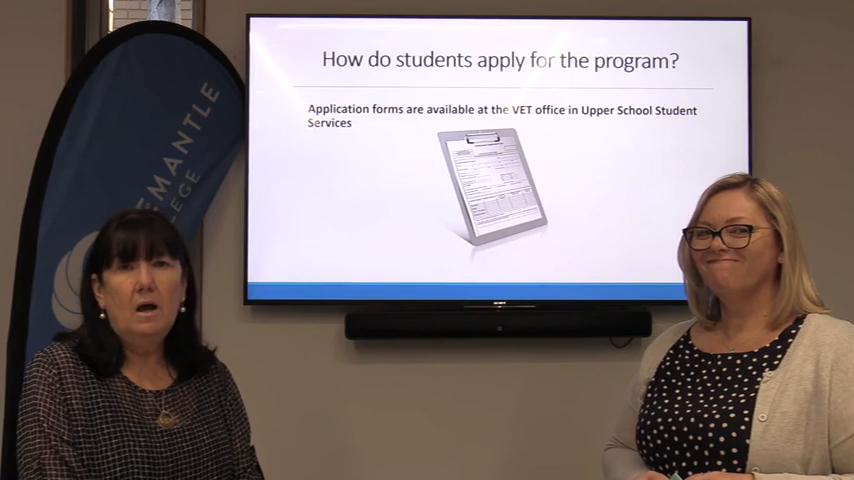 How do students apply for the program?
Application forms are available at the VET office in Upper School Student
Services
EMANTLE
LEGE
SONY